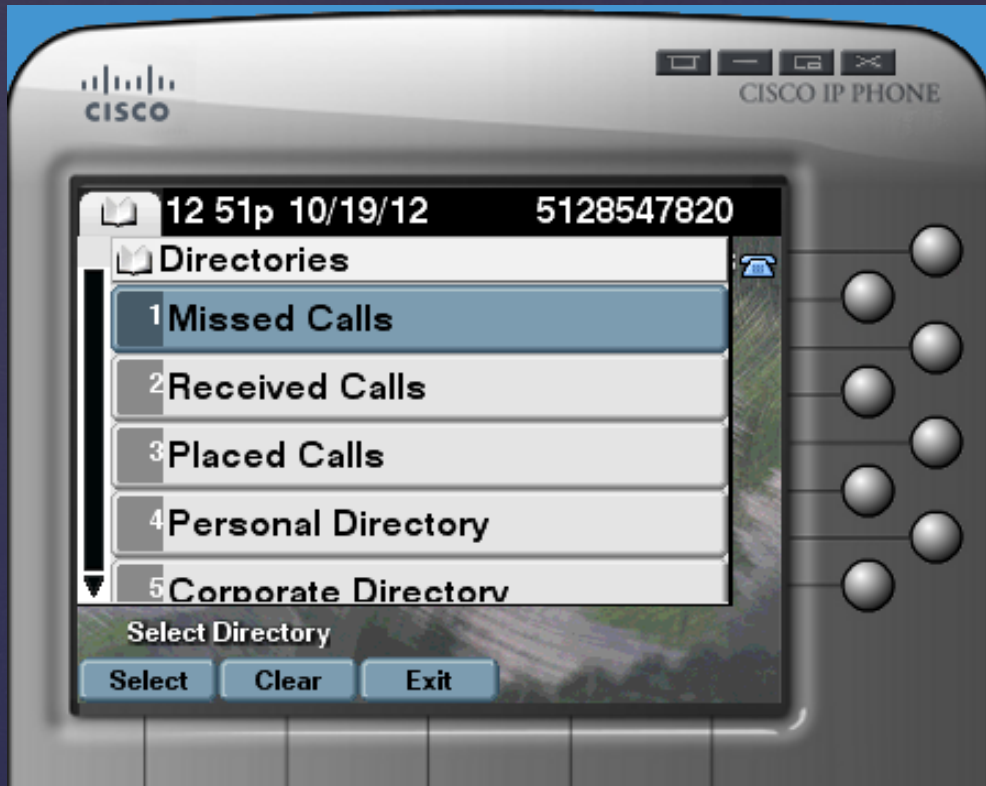 CISCO
CISCO IP PHONE
12 51p 10/19/12 5128547820
Directories
1 Missed Calls
2 Received Calls
3 Placed Calls
4 Personal Directory
5 Corporate Directory
Select Directory
Select Clear Exit